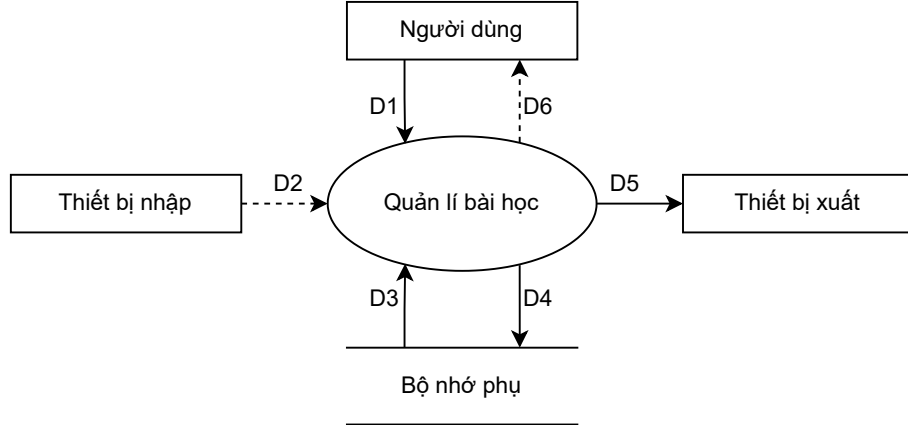 Người dùng
D1
D6
Thiết bị nhập
D2
Quản lí bài học
D5
Thiết bị xuất
D3
D4
Bộ nhớ phụ